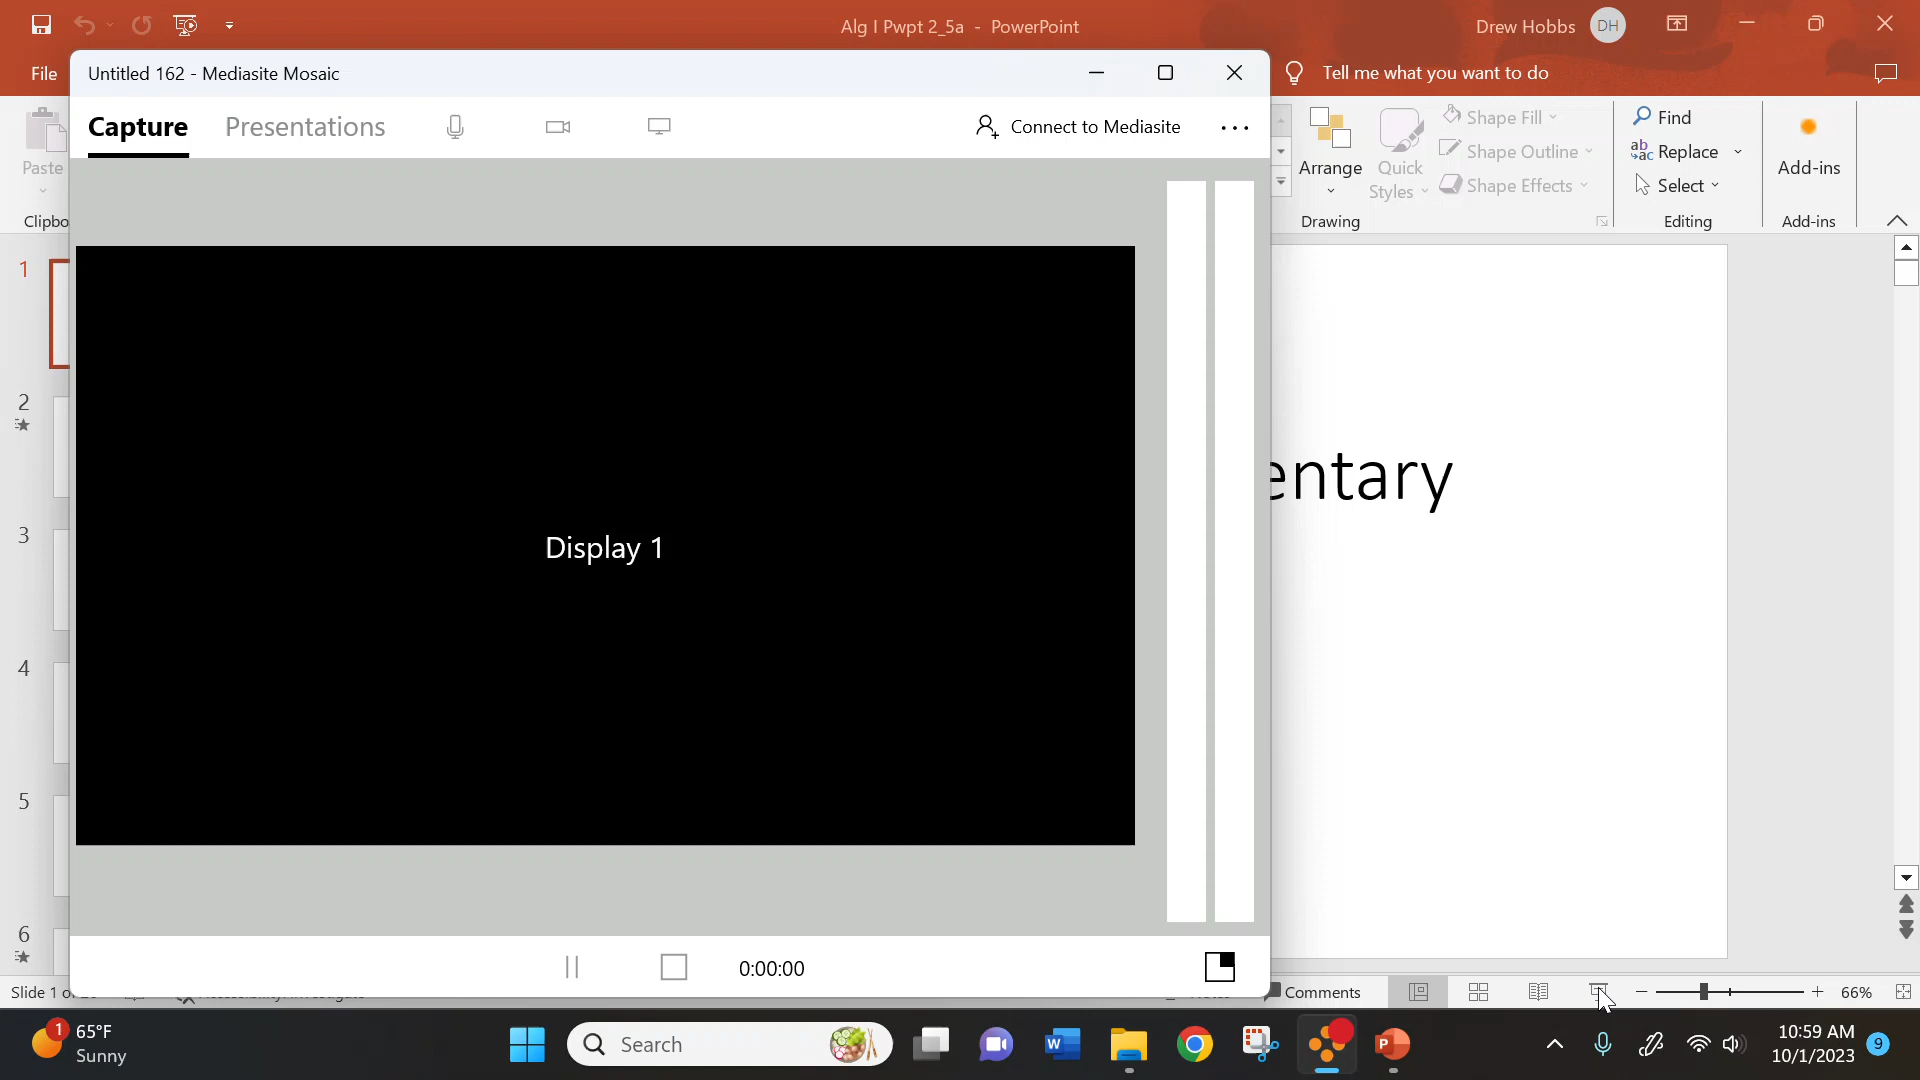 Alg I Pwpt 2_5a - PowerPoint
Drew Hobbs DH
File
Untitled 162 - Mediasite Mosaic
Tell me what you want to do
Capture Presentations
Connect to Mediasite
Paste
Clipbo
Arrange
Quick
Styles
Shape Fill
Shape Outline
Shape Effects
Drawing
Find
Replace
Select
Editing
Add-ins
Add-ins
1
2
3
4
5
6
Display 1
entary
0:00:00
Slide 1 of
Comments
66%
1
65°F
Sunny
Search
10:59 AM
10/1/2023
9